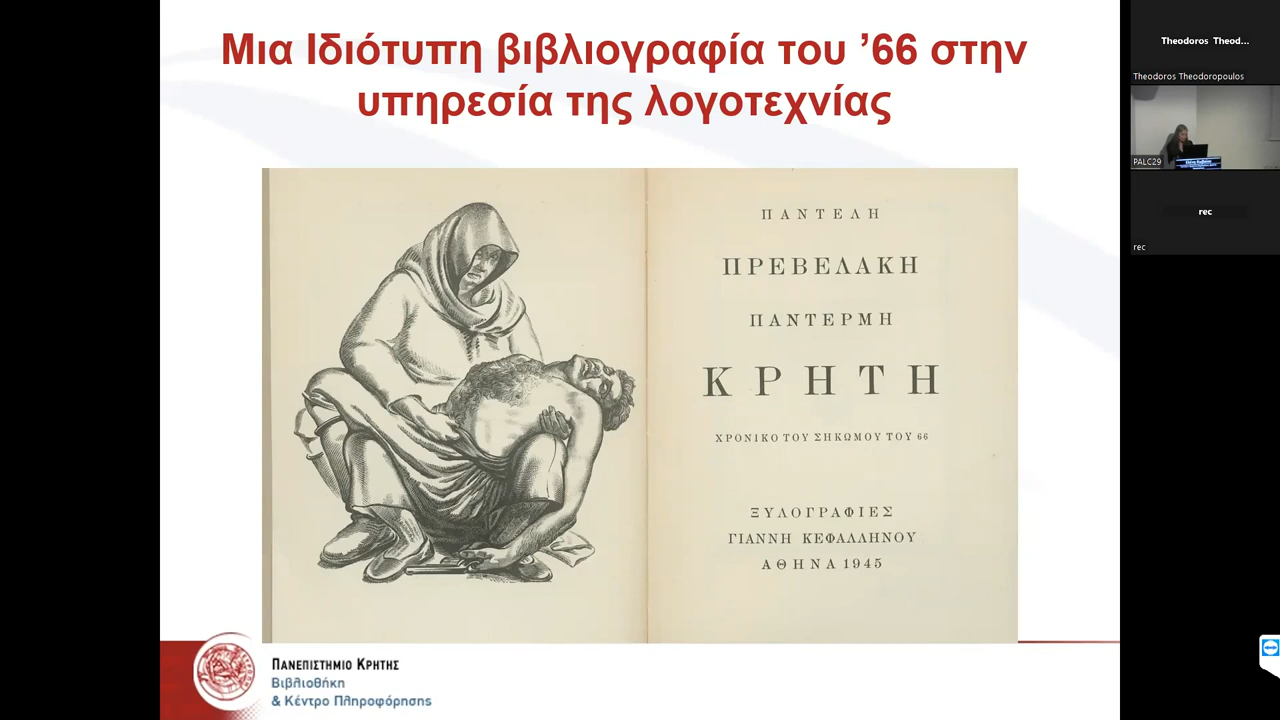 Μια Ιδιότυπη βιβλιογραφία του ’66 στην
υπηρεσία της λογοτεχνίας
ΠΑΝΤΕΛΗ
ΠΡΕΒΕΛΑΚΗ
ΠΑΝΤΕΡΜΗ
ΚΡΗΤΗ
ΧΡΟΝΙΚΟ ΤΟΥ ΣΗΚΩΜΟΥ ΤΟΥ 66
ΞΥΛΟΓΡΑΦΙΕΣ
ΓΙΑΝΝΗ ΚΕΦΑΛΛΗΝΟΥ
ΑΘΗΝΑ 1945
ΠΑΝΕΠΙΣΤΗΜΙΟ ΚΡΗΤΗΣ
Βιβλιοθήκη
& Κέντρο Πληροφόρησης
Theodoros Theod...
Theodoros Theodoropoulos
PALC29
rec
rec